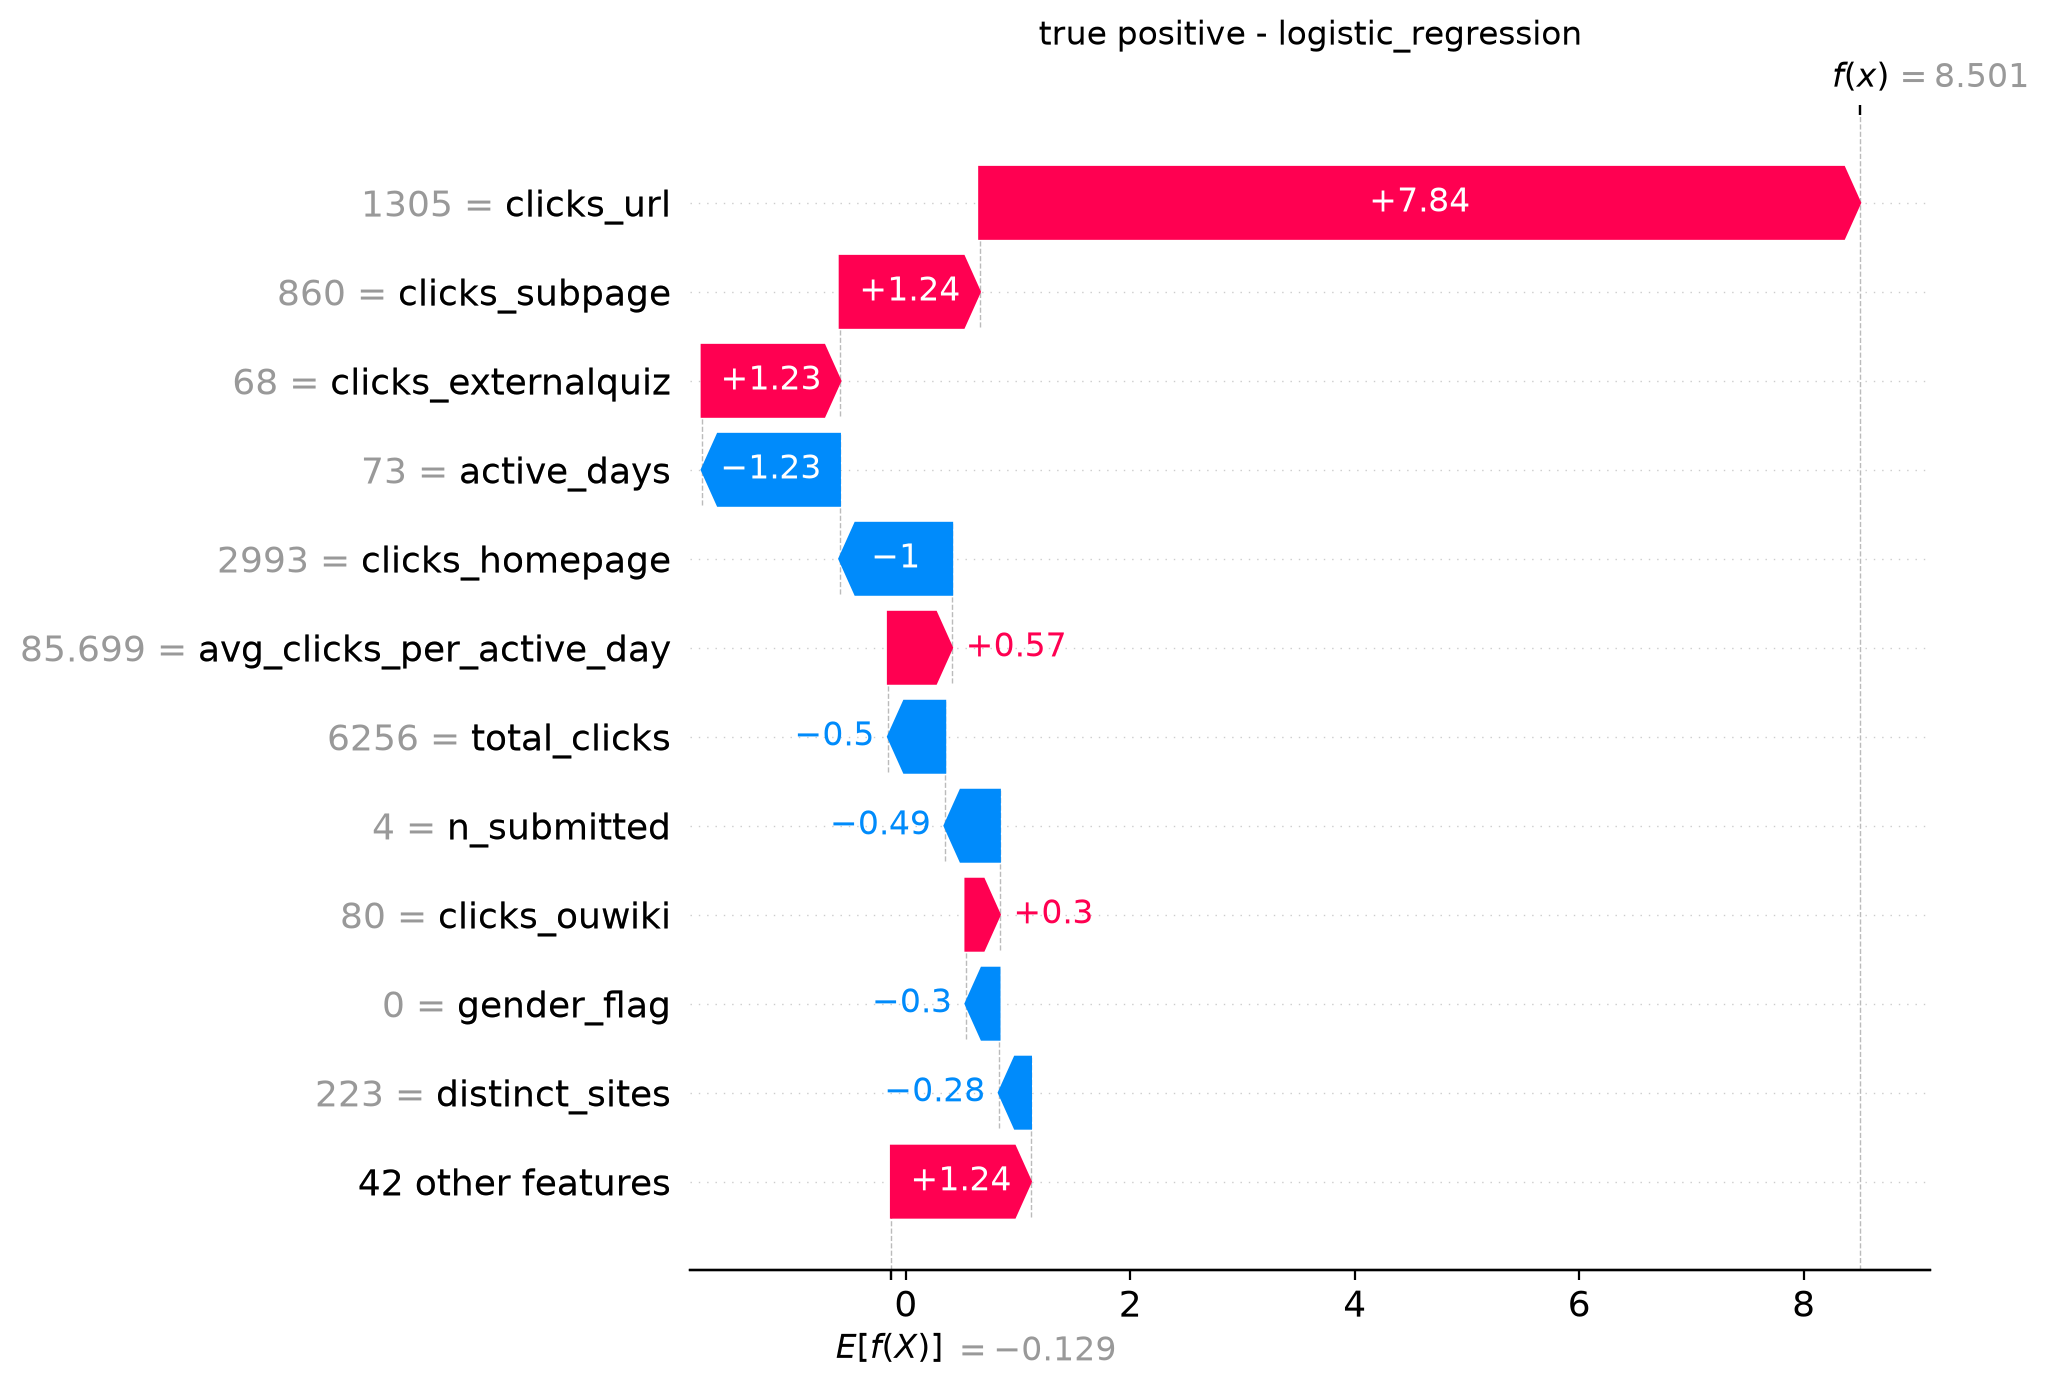 true positive - logistic_regression
f(x) = 8.501
1305 = clicks_url
+7.84
860 = clicks_subpage
+1.24
68 = clicks_externalquiz
+1.23
73 = active_days
−1.23
2993 = clicks_homepage
−1
85.699 = avg_clicks_per_active_day
+0.57
6256 = total_clicks
−0.5
4 = n_submitted
−0.49
80 = clicks_ouwiki
+0.3
0 = gender_flag
−0.3
223 = distinct_sites
−0.28
42 other features
+1.24
0 2 4 6 8
E[f(X)] = −0.129